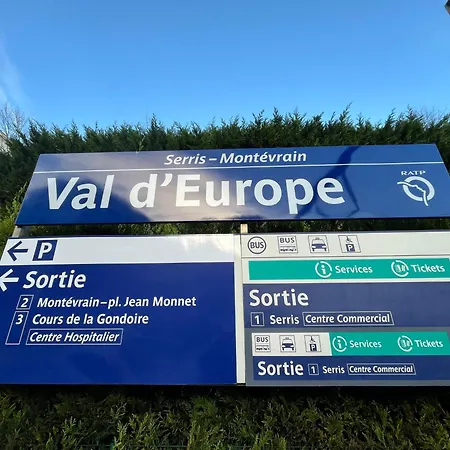 Serris – Montévrain
Val d'Europe
RATP
P
Sortie
2 Montévrain – pl. Jean Monnet
3 Cours de la Gondoire
Centre Hospitalier
BUS BUS
i Services Tickets
Sortie
1 Serris Centre Commercial
BUS
i Services Tickets
Sortie 1 Serris Centre Commercial